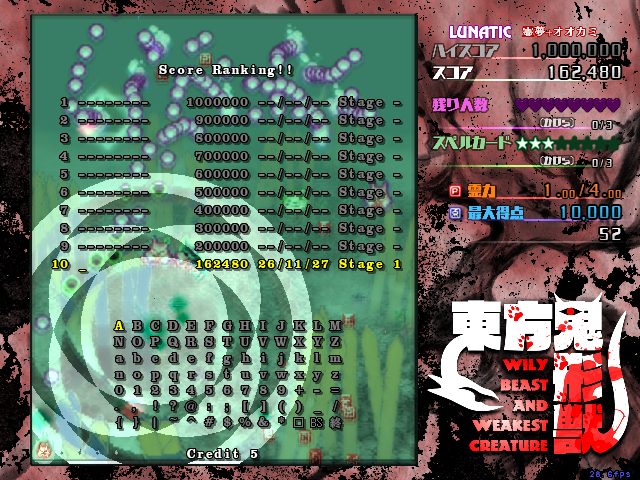 Score Ranking!!
1 -------- 1000000 --/--/-- Stage -
2 -------- 900000 --/--/-- Stage -
3 -------- 800000 --/--/-- Stage -
4 -------- 700000 --/--/-- Stage -
5 -------- 600000 --/--/-- Stage -
6 -------- 500000 --/--/-- Stage -
7 -------- 400000 --/--/-- Stage -
8 -------- 300000 --/--/-- Stage -
9 -------- 200000 --/--/-- Stage -
10 _ 162480 26/11/27 Stage 1
A B C D E F G H I J K L M
N O P Q R S T U V W X Y Z
a b c d e f g h i j k l m
n o p q r s t u v w x y z
0 1 2 3 4 5 6 7 8 9 + - =
. , ! ? @ : ; [ ] ( ) _ /
{ } | ~ ^ # $ % & * □ BS 終
Credit 5
LUNATIC 霊夢+オオカミ
ハイスコア 1,000,000
スコア 162,480
残り人数
(かけら) 0/3
スペルカード ★★★★★★★★★
(かけら) 0/3
P 霊力 1.00/4.00
最大得点 10,000
52
東方鬼形獣
WILY
BEAST
AND
WEAKEST
CREATURE